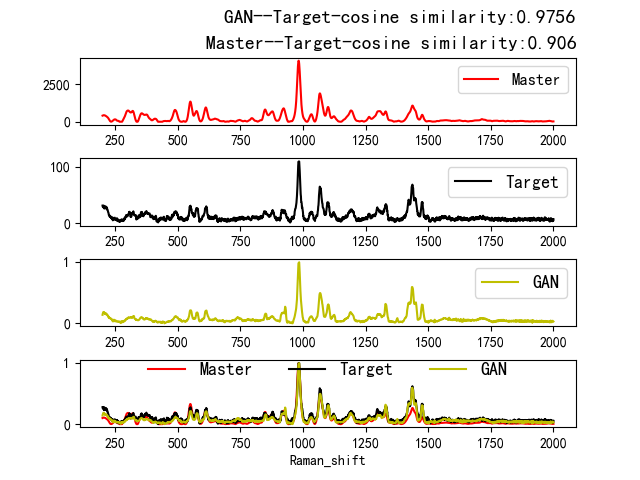 GAN--Target-cosine similarity:0.9756
Master--Target-cosine similarity:0.906
2500
0
Master
250 500 750 1000 1250 1500 1750 2000
100
0
Target
250 500 750 1000 1250 1500 1750 2000
1
0
GAN
250 500 750 1000 1250 1500 1750 2000
1
0
Master Target GAN
250 500 750 1000 1250 1500 1750 2000
Raman_shift